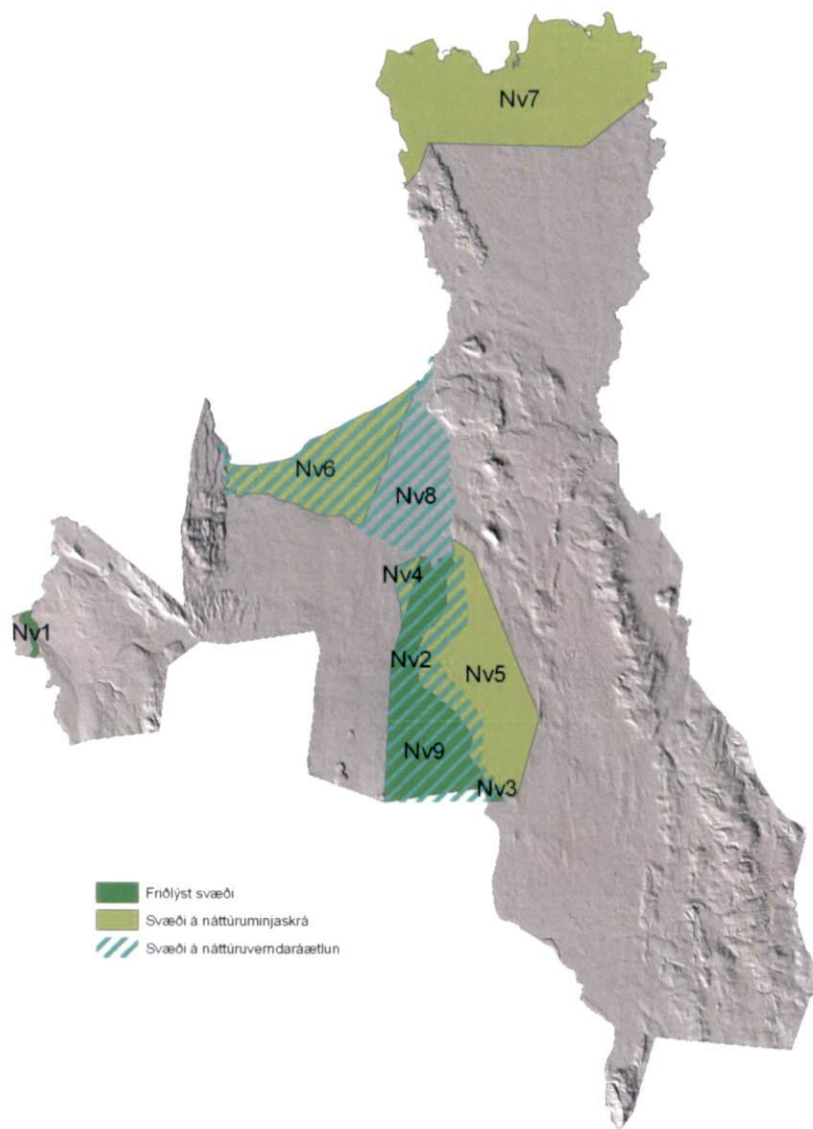 Nv7
Nv6
Nv8
Nv4
Nv1
Nv2
Nv5
Nv9
Nv3
Friðlýst svæði
Svæði á náttúruminjaskrá
Svæði á náttúruverndaráætlun